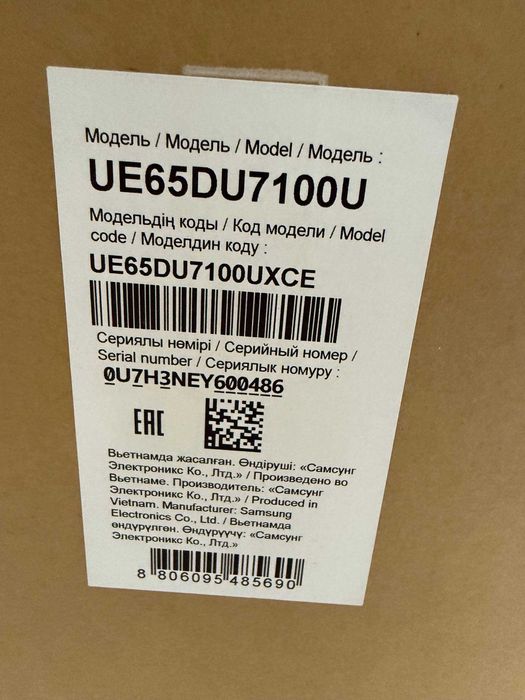 Модель / Модель / Model / Модель :
UE65DU7100U
Модельдің коды / Код модели / Model
code / Моделдин коду :
UE65DU7100UXCE
Сериялы нөмірі / Серийный номер /
Serial number / Сериялык номуру :
0U7H3NEY600486
EAC
Вьетнамда жасалған. Өндіруші: «Самсунг
Электроникс Ко., Лтд.» / Произведено во
Вьетнаме. Производитель: «Самсунг
Электроникс Ко., Лтд.» / Produced in
Vietnam. Manufacturer: Samsung
Electronics Co., Ltd. / Вьетнамда
өндүрүлгөн. Өндүрүүчү: «Самсунг
Электроникс Ко., Лтд.»
8 806095 485690